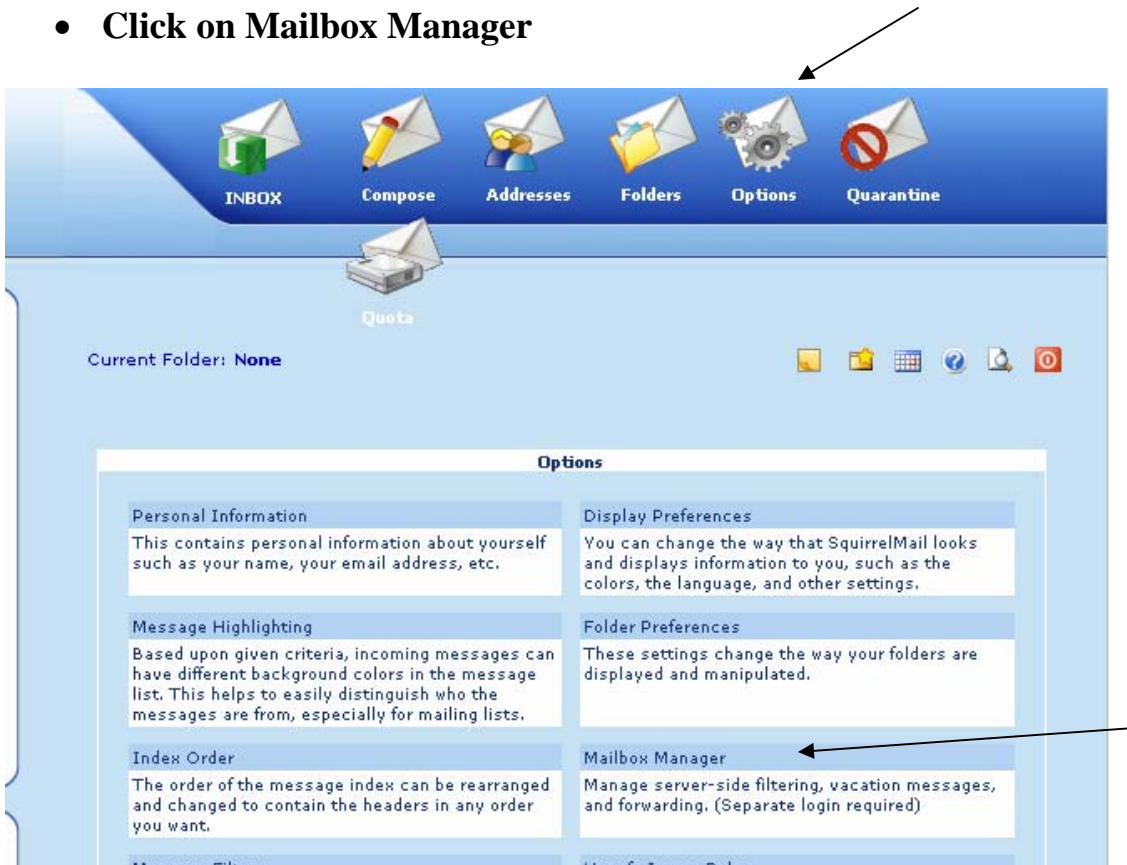 • Click on Mailbox Manager
INBOX Compose Addresses Folders Options Quarantine
Quota
Current Folder: None
Options
Personal Information
This contains personal information about yourself
such as your name, your email address, etc.
Display Preferences
You can change the way that SquirrelMail looks
and displays information to you, such as the
colors, the language, and other settings.
Message Highlighting
Based upon given criteria, incoming messages can
have different background colors in the message
list. This helps to easily distinguish who the
messages are from, especially for mailing lists.
Folder Preferences
These settings change the way your folders are
displayed and manipulated.
Index Order
The order of the message index can be rearranged
and changed to contain the headers in any order
you want.
Mailbox Manager
Manage server-side filtering, vacation messages,
and forwarding. (Separate login required)